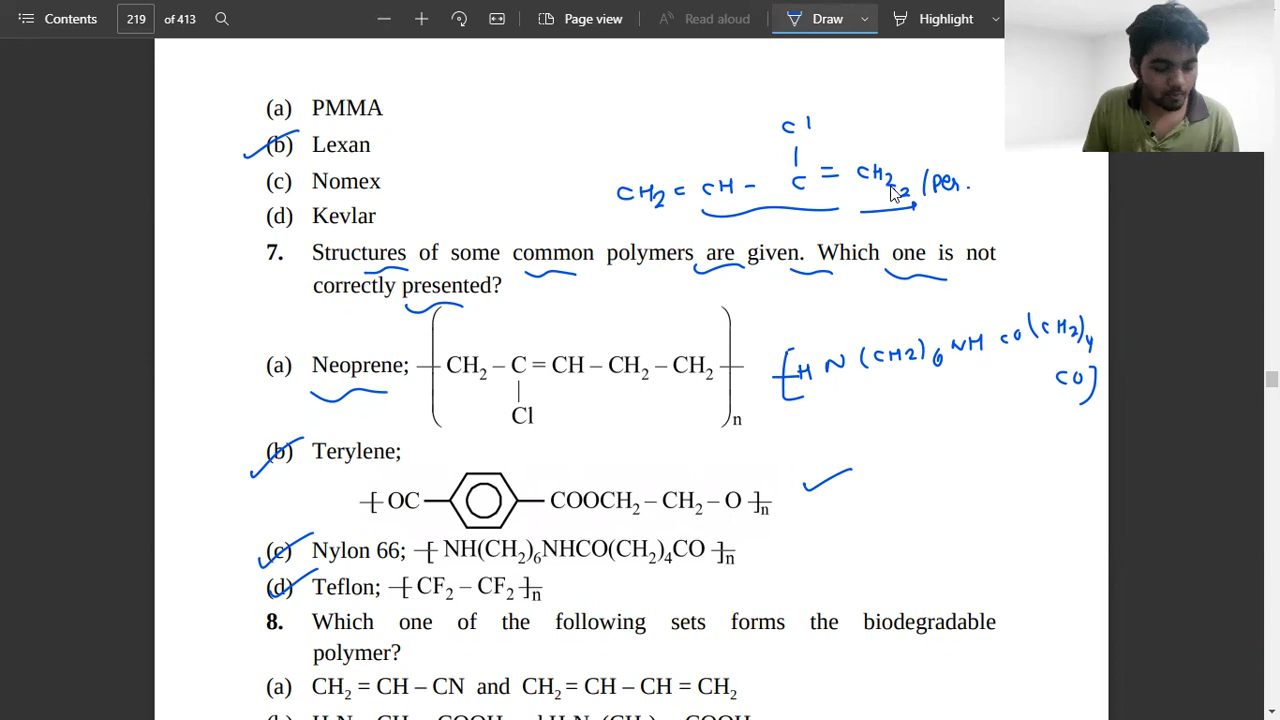 Contents 219 of 413 Page view Read aloud Draw Highlight
(a) PMMA
(b) Lexan
(c) Nomex
(d) Kevlar
Cl
CH2 = CH - C = CH2 /per.
7. Structures of some common polymers are given. Which one is not
correctly presented?
(a) Neoprene; ( CH₂ – C = CH – CH₂ – CH₂ )n
Cl
[HN(CH2)6 NH CO(CH2)4
CO]
(b) Terylene;
[ OC COOCH₂ – CH₂ – O ]n
(c) Nylon 66; [ NH(CH₂)₆NHCO(CH₂)₄CO ]n
(d) Teflon; [ CF₂ – CF₂ ]n
8. Which one of the following sets forms the biodegradable
polymer?
(a) CH₂ = CH – CN and CH₂ = CH – CH = CH₂